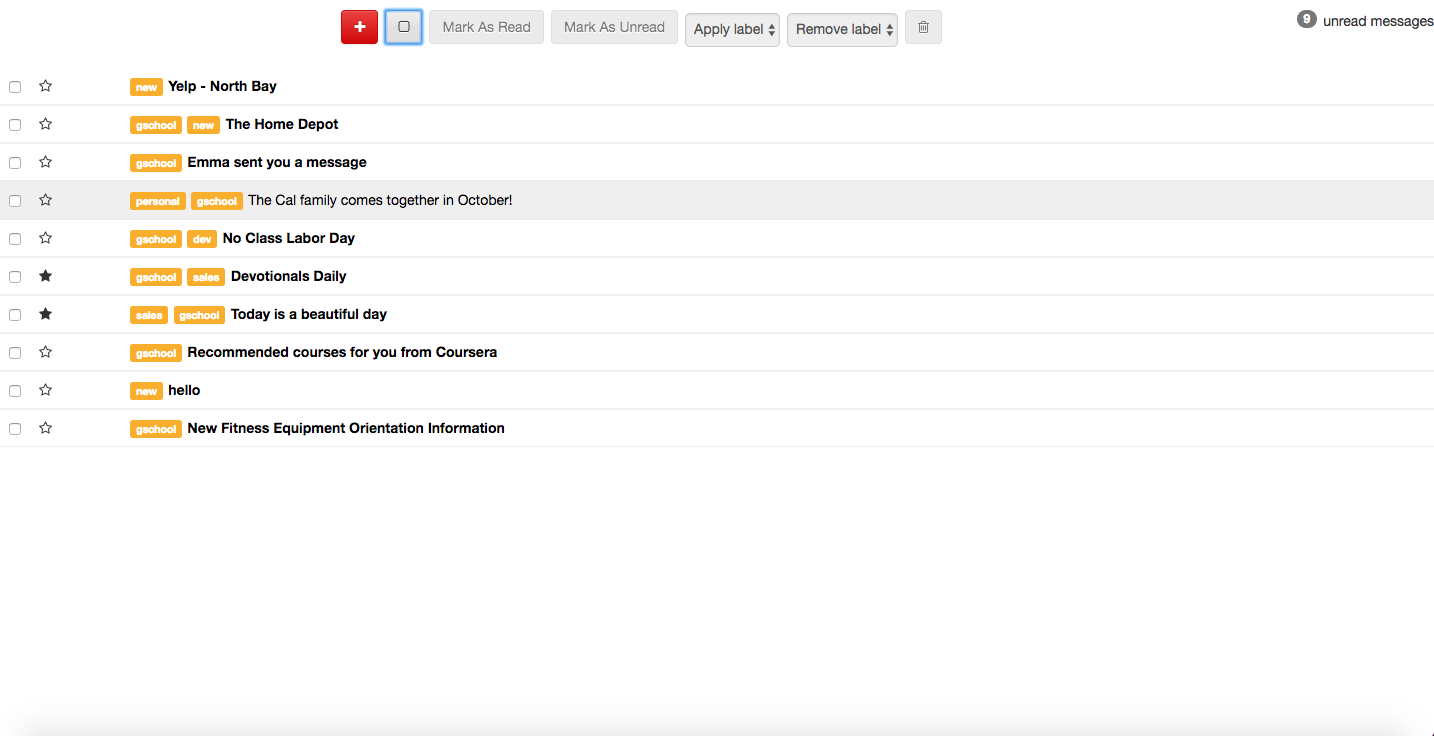 + Mark As Read Mark As Unread Apply label Remove label 9 unread messages
new Yelp - North Bay
gschool new The Home Depot
gschool Emma sent you a message
personal gschool The Cal family comes together in October!
gschool dev No Class Labor Day
gschool sales Devotionals Daily
sales gschool Today is a beautiful day
gschool Recommended courses for you from Coursera
new hello
gschool New Fitness Equipment Orientation Information